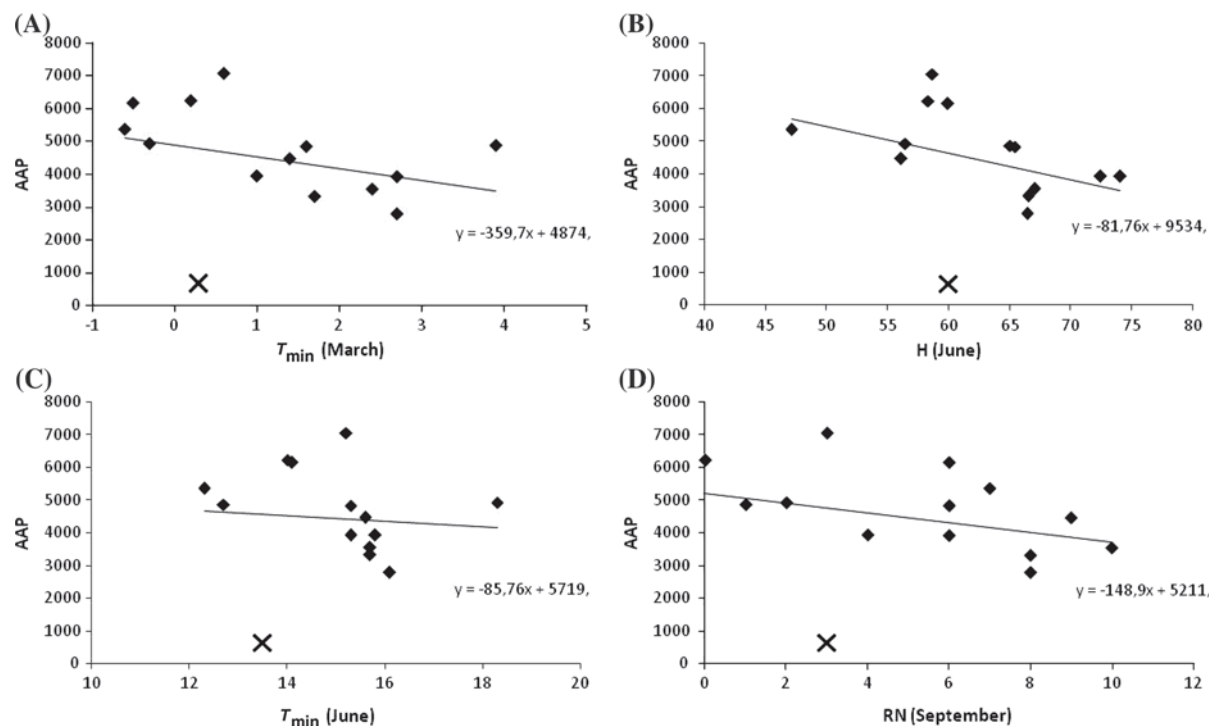 (A)
8000
7000
6000
5000
4000
3000
2000
1000
0
AAP
y = -359,7x + 4874,
-1 0 1 2 3 4 5
Tmin (March)
(B)
8000
7000
6000
5000
4000
3000
2000
1000
0
AAP
y = -81,76x + 9534,
40 45 50 55 60 65 70 75 80
H (June)
(C)
8000
7000
6000
5000
4000
3000
2000
1000
0
AAP
y = -85,76x + 5719,
10 12 14 16 18 20
Tmin (June)
(D)
8000
7000
6000
5000
4000
3000
2000
1000
0
AAP
y = -148,9x + 5211,
0 2 4 6 8 10 12
RN (September)